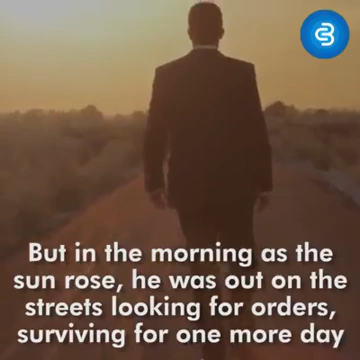 But in the morning as the
sun rose, he was out on the
streets looking for orders,
surviving for one more day